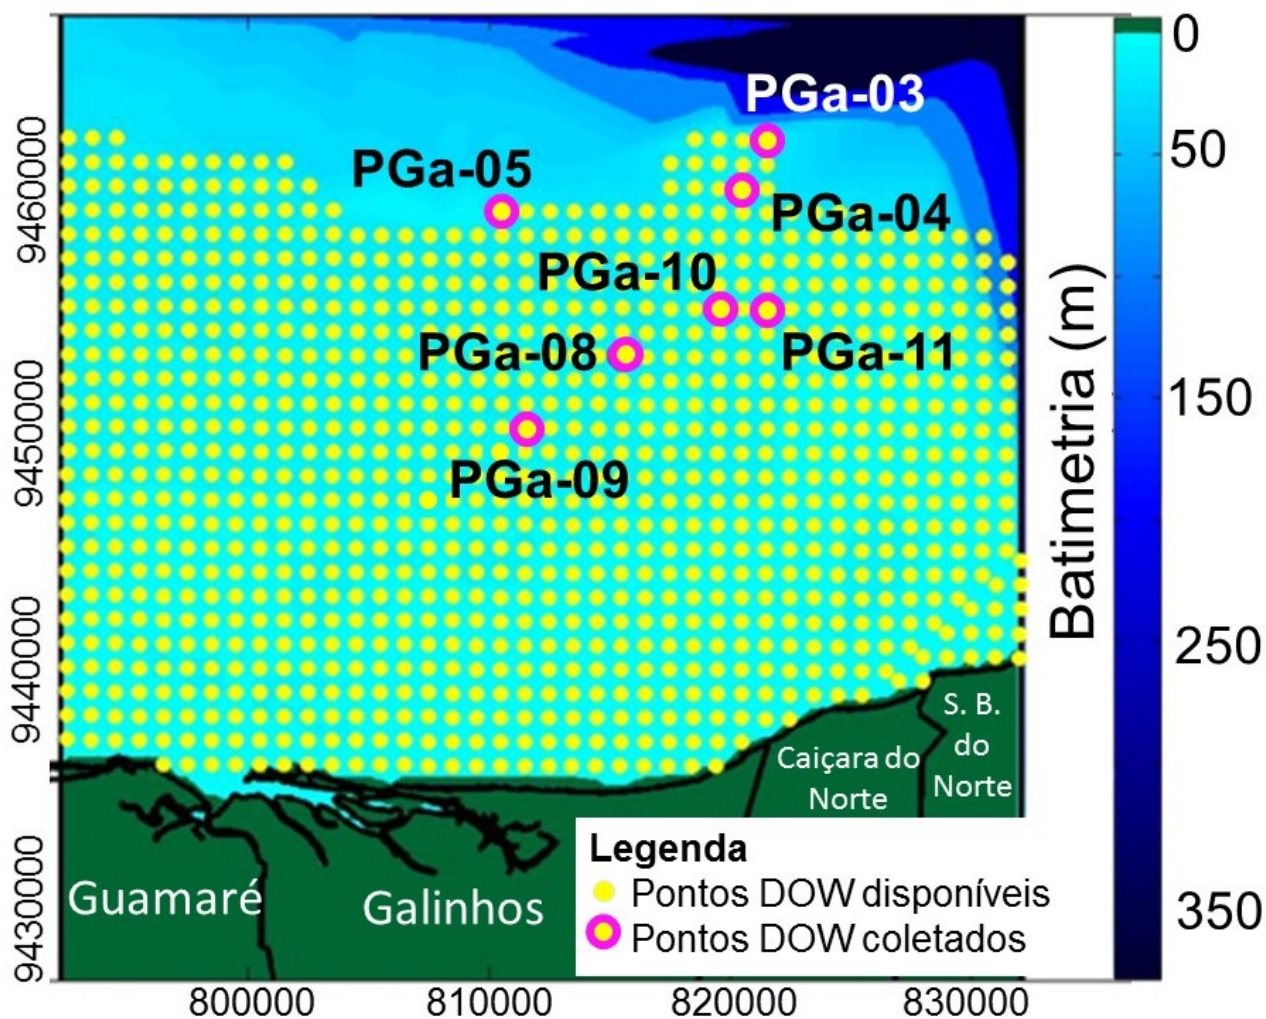 0
PGa-03
50
PGa-05
PGa-04
9460000
PGa-10
PGa-08
PGa-11
Batimetria (m)
150
9450000
PGa-09
250
9440000
S. B.
do
Norte
Caiçara do
Norte
Legenda
Pontos DOW disponíveis
Pontos DOW coletados
Guamaré
Galinhos
350
9430000
800000
810000
820000
830000